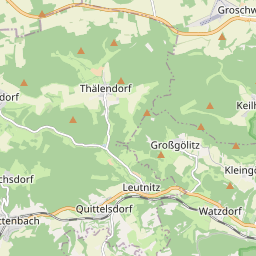 Groschw
Thälendorf
dorf
Keilh
Großgölitz
Kleingö
chsdorf
Leutnitz
Quittelsdorf
Watzdorf
ttenbach